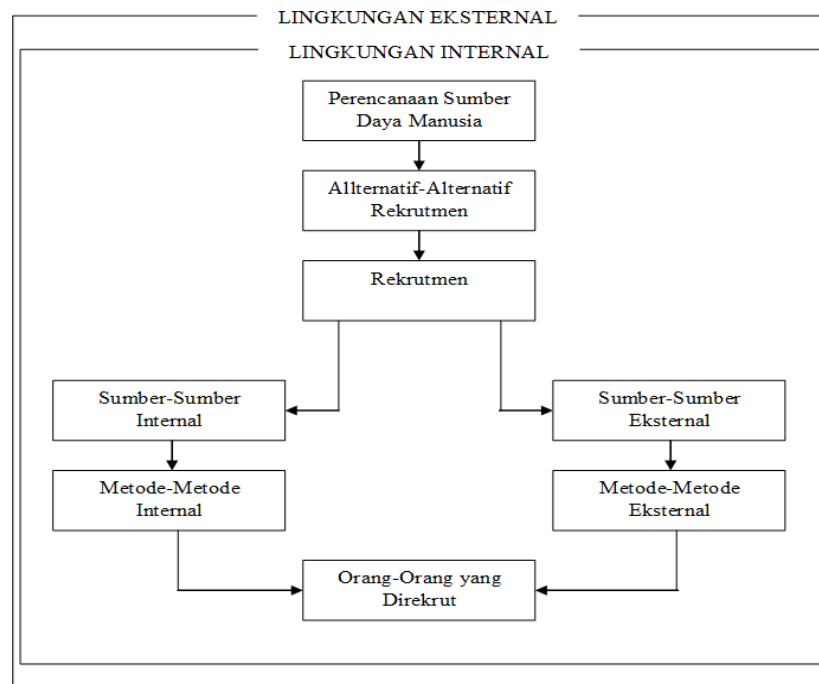 LINGKUNGAN EKSTERNAL
LINGKUNGAN INTERNAL
Perencanaan Sumber
Daya Manusia
Allternatif-Alternatif
Rekrutmen
Rekrutmen
Sumber-Sumber
Internal
Sumber-Sumber
Eksternal
Metode-Metode
Internal
Metode-Metode
Eksternal
Orang-Orang yang
Direkrut